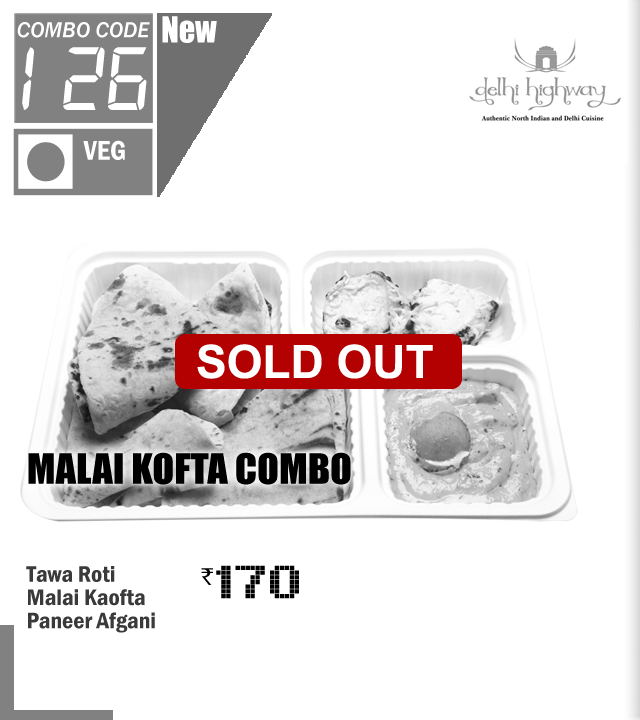 COMBO CODE
126
New
VEG
delhi highway
Authentic North Indian and Delhi Cuisine
SOLD OUT
MALAI KOFTA COMBO
Tawa Roti
₹170
Malai Kaofta
Paneer Afgani